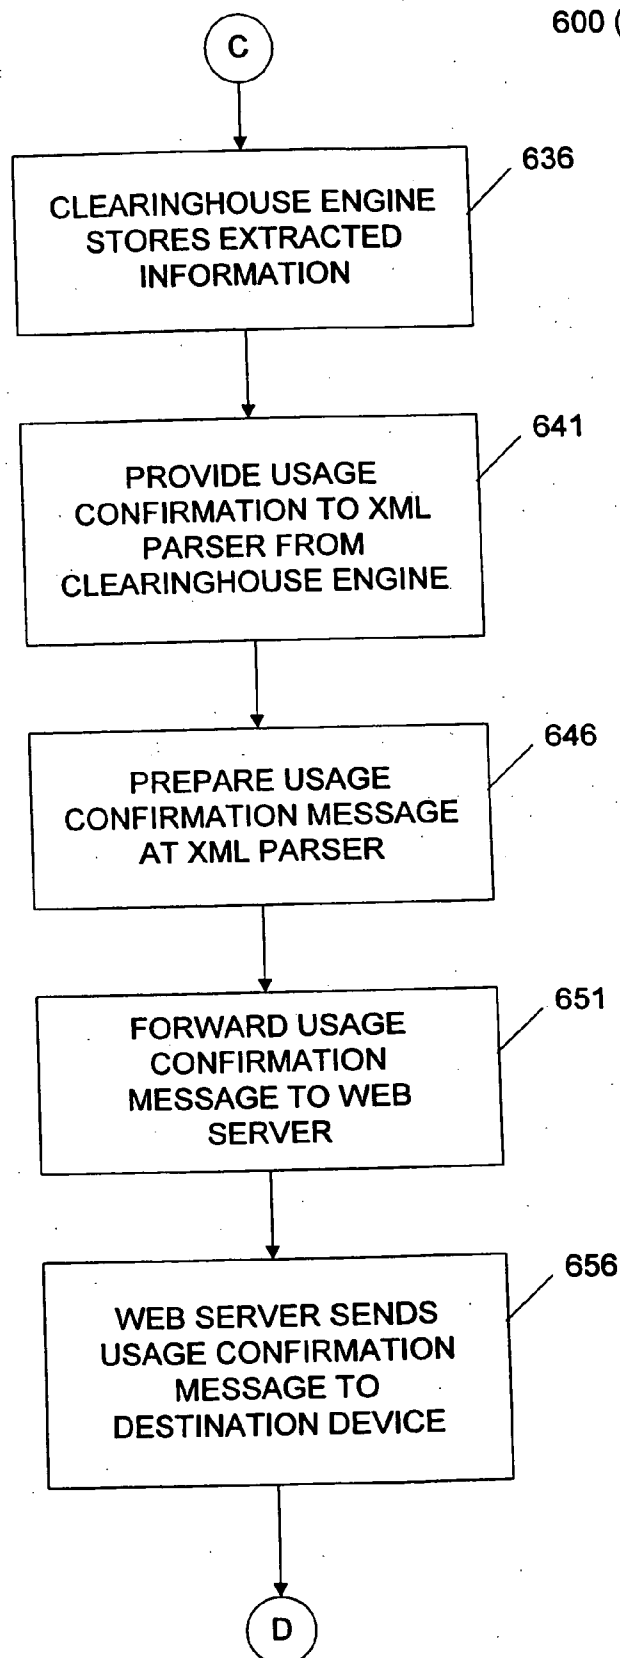 600 (
C
636
CLEARINGHOUSE ENGINE
STORES EXTRACTED
INFORMATION
641
PROVIDE USAGE
CONFIRMATION TO XML
PARSER FROM
CLEARINGHOUSE ENGINE
646
PREPARE USAGE
CONFIRMATION MESSAGE
AT XML PARSER
651
FORWARD USAGE
CONFIRMATION
MESSAGE TO WEB
SERVER
656
WEB SERVER SENDS
USAGE CONFIRMATION
MESSAGE TO
DESTINATION DEVICE
D